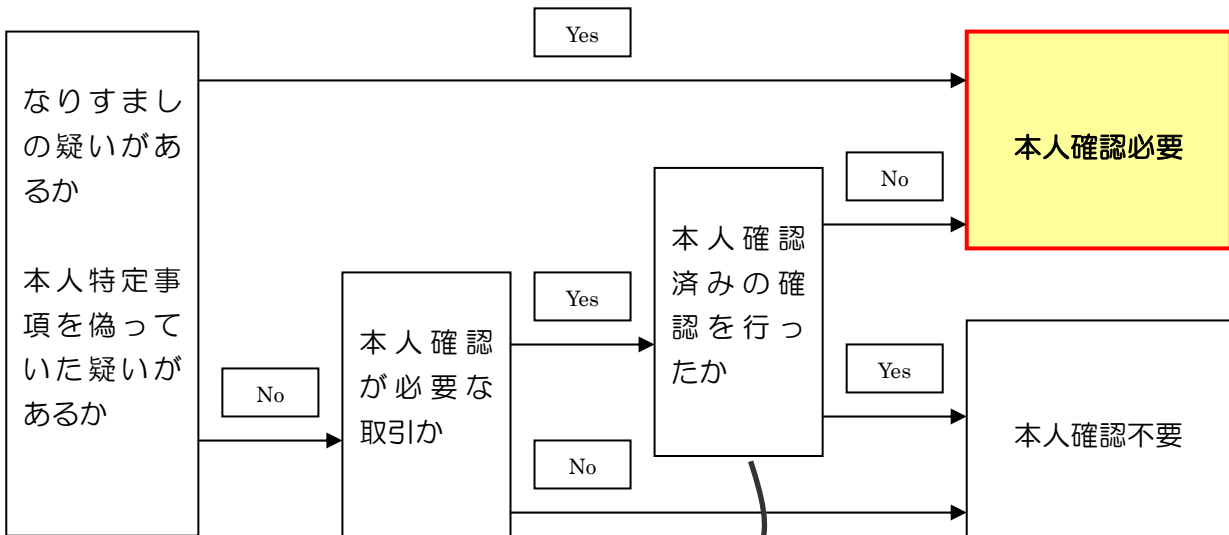 Yes
なりすまし
の疑いがあ
るか
本人特定事
項を偽って
いた疑いが
あるか
本人確認必要
No
本人確認
済みの確
認を行っ
たか
Yes
本人確認
が必要な
取引か
No
Yes
No
本人確認不要